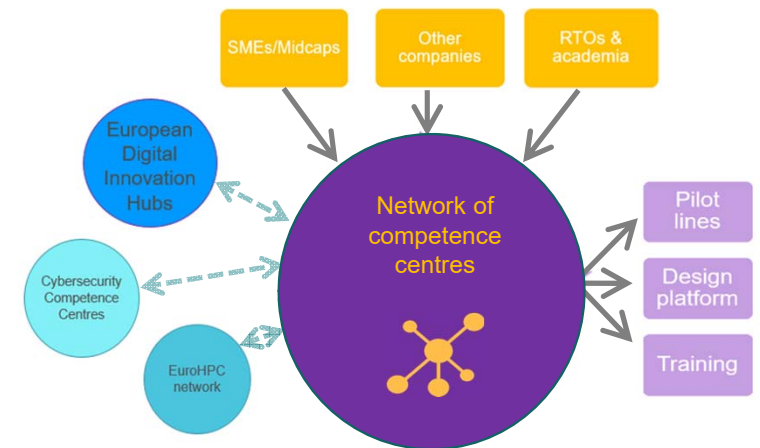 SMEs/Midcaps
Other
companies
RTOs &
academia
European
Digital
Innovation
Hubs
Network of
competence
centres
Pilot
lines
Cybersecurity
Competence
Centres
Design
platform
EuroHPC
network
Training